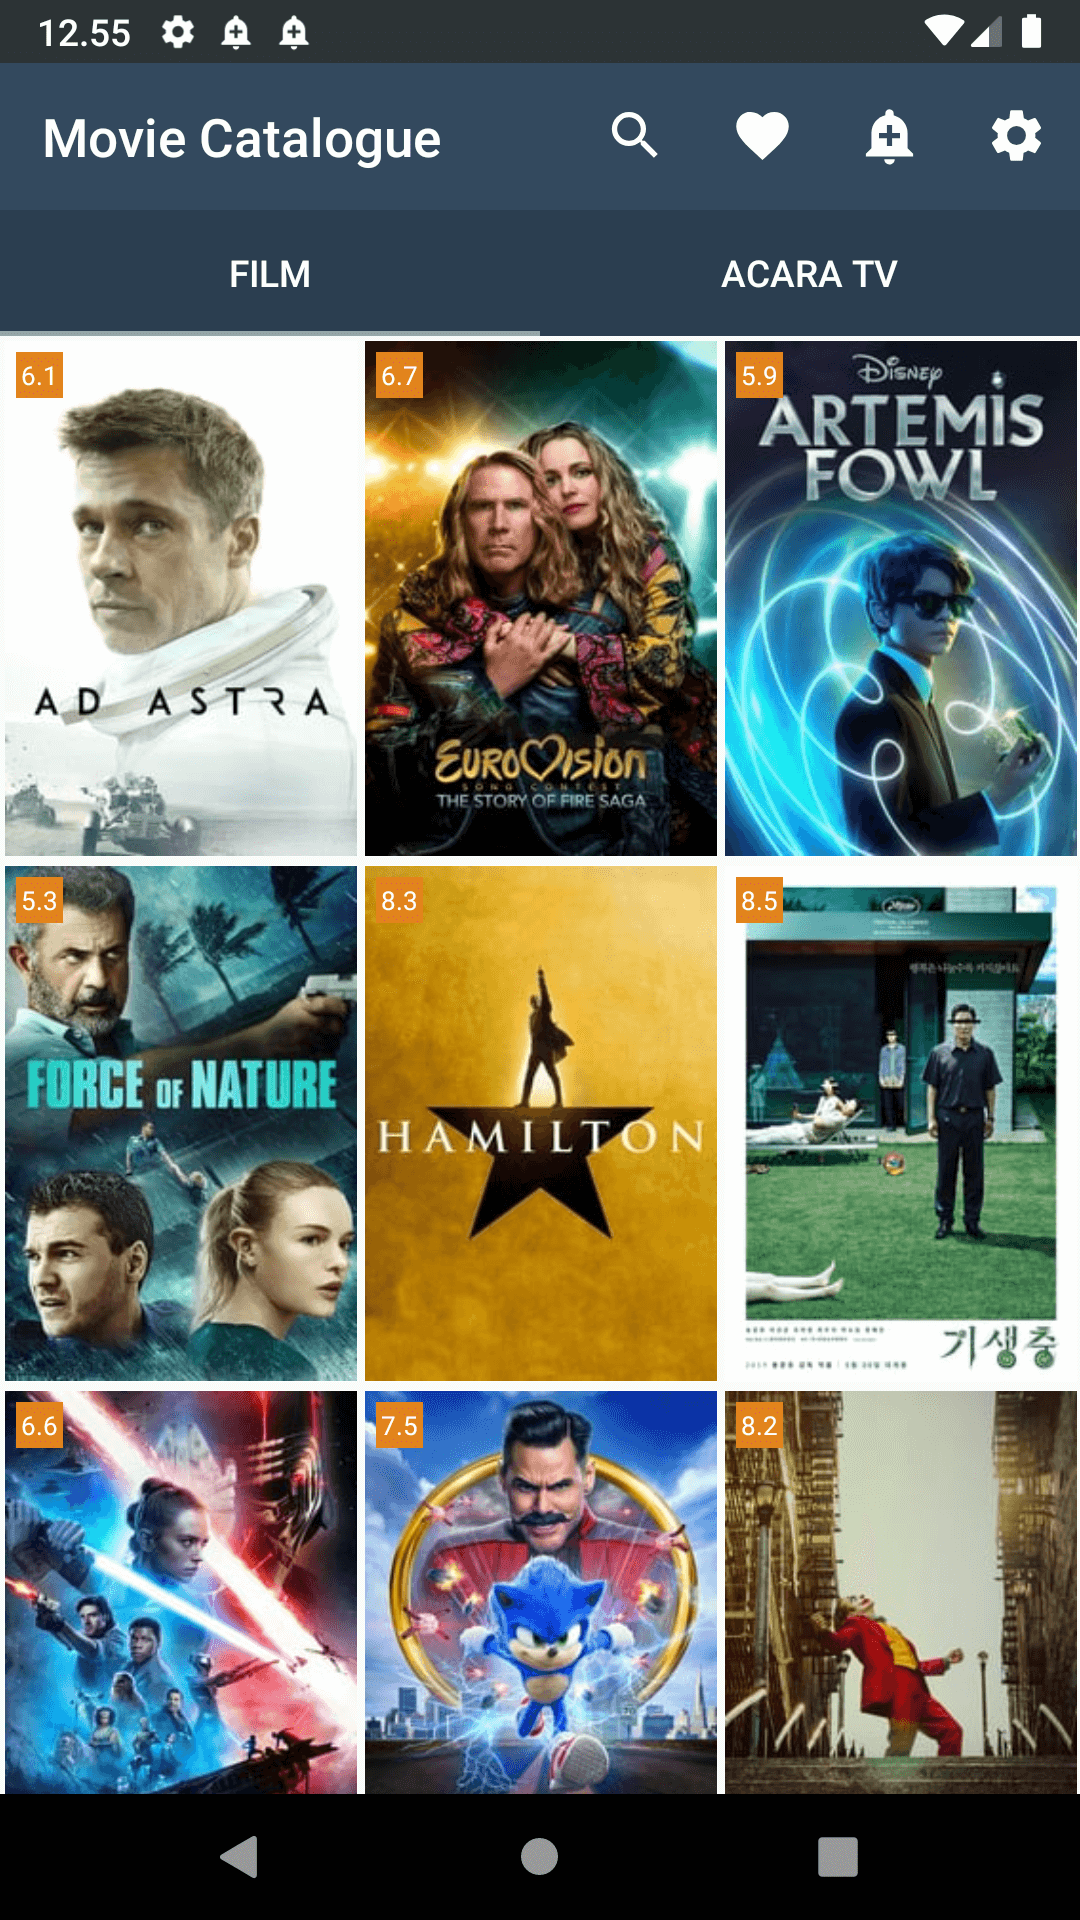 12.55
Movie Catalogue
FILM
ACARA TV
6.1
AD ASTRA
6.7
EUROVISION
SONG CONTEST
THE STORY OF FIRE SAGA
5.9
Disney
ARTEMIS
FOWL
5.3
FORCE OF NATURE
8.3
HAMILTON
8.5
기생충
6.6
7.5
8.2